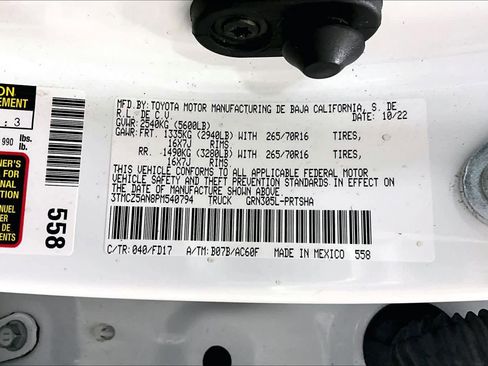 MFD.BY: TOYOTA MOTOR MANUFACTURING DE BAJA CALIFORNIA, S. DE
R.L. DE C.V. DATE: 10/22
GVWR: 2540KG (5600LB)
GAWR:FRT. 1335KG (2940LB) WITH 265/70R16 TIRES,
16X7J RIMS.
RR. 1490KG (3280LB) WITH 265/70R16 TIRES,
16X7J RIMS.
THIS VEHICLE CONFORMS TO ALL APPLICABLE FEDERAL MOTOR
VEHICLE SAFETY AND THEFT PREVENTION STANDARDS IN EFFECT ON
THE DATE OF MANUFACTURE SHOWN ABOVE.
3TMCZ5AN8PM540794 TRUCK GRN305L-PRTSHA
C/TR: 040/FD17 A/TM: B07B/AC60F MADE IN MEXICO 558
: 3
990 lbs.
558